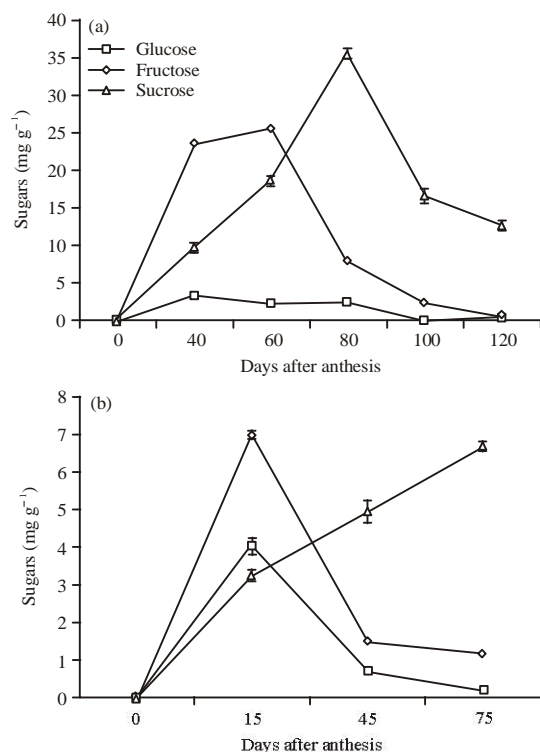 (a)
Glucose
Fructose
Sucrose
Sugars (mg g⁻¹)
40
35
30
25
20
15
10
5
0
0 40 60 80 100 120
Days after anthesis
(b)
Sugars (mg g⁻¹)
8
7
6
5
4
3
2
1
0
0 15 45 75
Days after anthesis